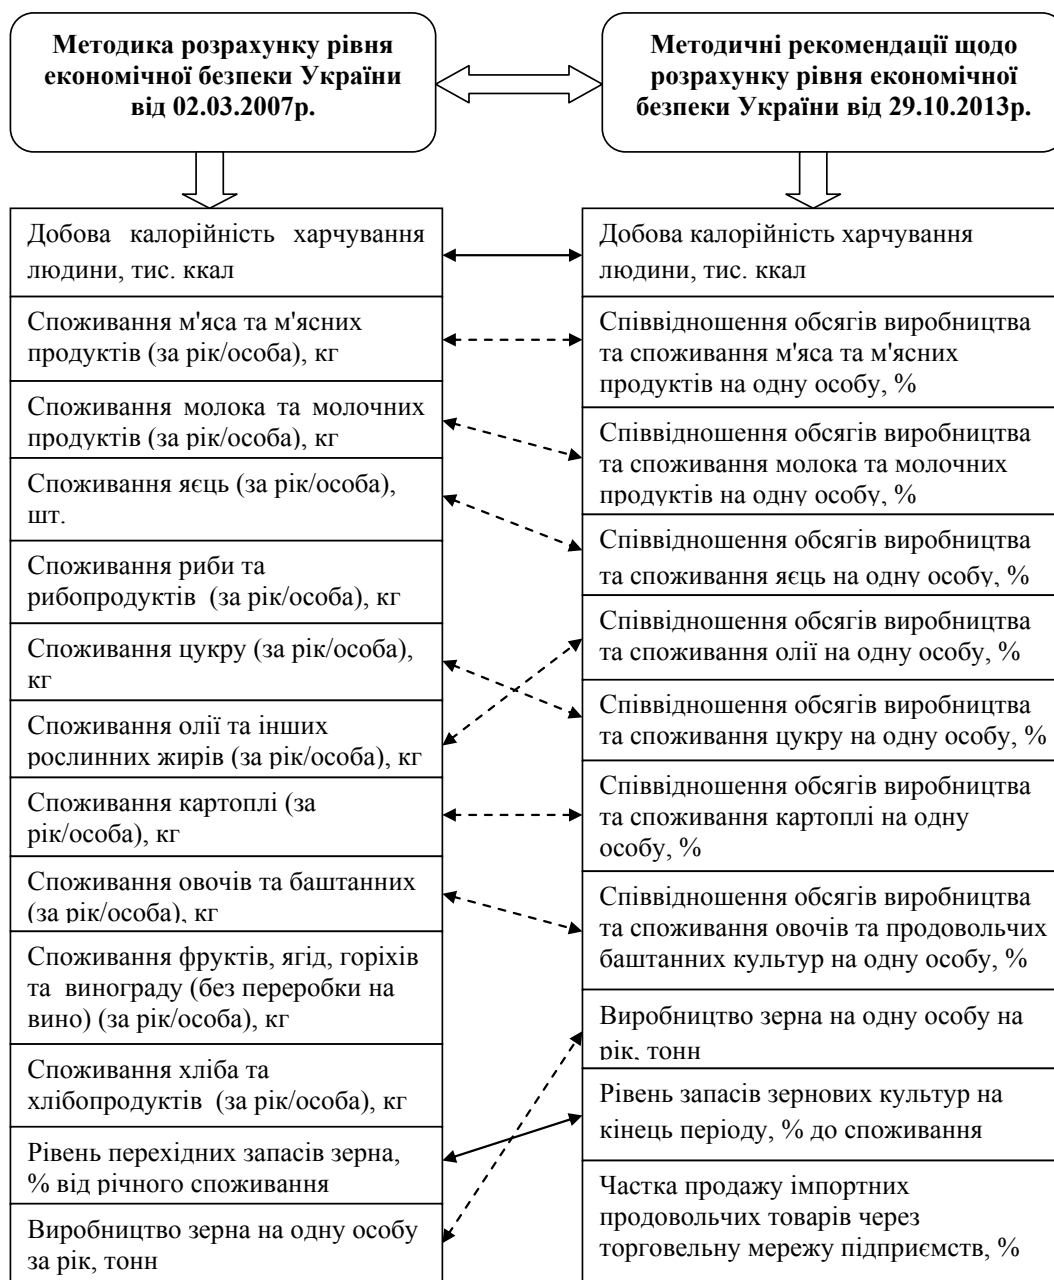 Методика розрахунку рівня
економічної безпеки України
від 02.03.2007р.
Методичні рекомендації щодо
розрахунку рівня економічної
безпеки України від 29.10.2013р.
Добова калорійність харчування
людини, тис. ккал
Споживання м'яса та м'ясних
продуктів (за рік/особа), кг
Споживання молока та молочних
продуктів (за рік/особа), кг
Споживання яєць (за рік/особа),
шт.
Споживання риби та
рибопродуктів (за рік/особа), кг
Споживання цукру (за рік/особа),
кг
Споживання олії та інших
рослинних жирів (за рік/особа), кг
Споживання картоплі (за
рік/особа), кг
Споживання овочів та баштанних
(за рік/особа), кг
Споживання фруктів, ягід, горіхів
та винограду (без переробки на
вино) (за рік/особа), кг
Споживання хліба та
хлібопродуктів (за рік/особа), кг
Рівень перехідних запасів зерна,
% від річного споживання
Виробництво зерна на одну особу
за рік, тонн
Добова калорійність харчування
людини, тис. ккал
Співвідношення обсягів виробництва
та споживання м'яса та м'ясних
продуктів на одну особу, %
Співвідношення обсягів виробництва
та споживання молока та молочних
продуктів на одну особу, %
Співвідношення обсягів виробництва
та споживання яєць на одну особу, %
Співвідношення обсягів виробництва
та споживання олії на одну особу, %
Співвідношення обсягів виробництва
та споживання цукру на одну особу, %
Співвідношення обсягів виробництва
та споживання картоплі на одну
особу, %
Співвідношення обсягів виробництва
та споживання овочів та продовольчих
баштанних культур на одну особу, %
Виробництво зерна на одну особу на
рік, тонн
Рівень запасів зернових культур на
кінець періоду, % до споживання
Частка продажу імпортних
продовольчих товарів через
торговельну мережу підприємств, %